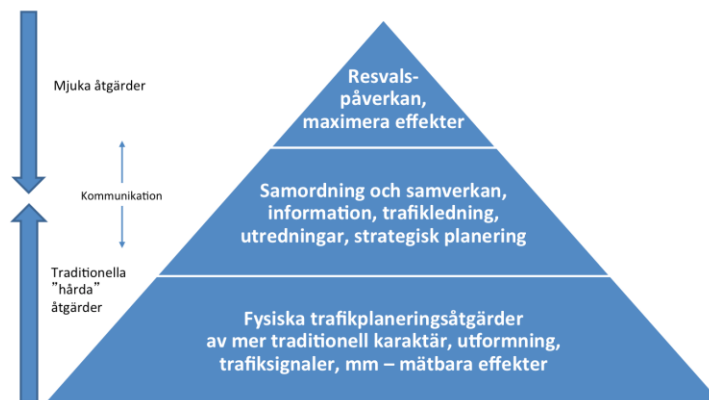 Mjuka åtgärder
Kommunikation
Traditionella
”hårda”
åtgärder
Resvals-
påverkan,
maximera effekter
Samordning och samverkan,
information, trafikledning,
utredningar, strategisk planering
Fysiska trafikplaneringsåtgärder
av mer traditionell karaktär, utformning,
trafiksignaler, mm – mätbara effekter